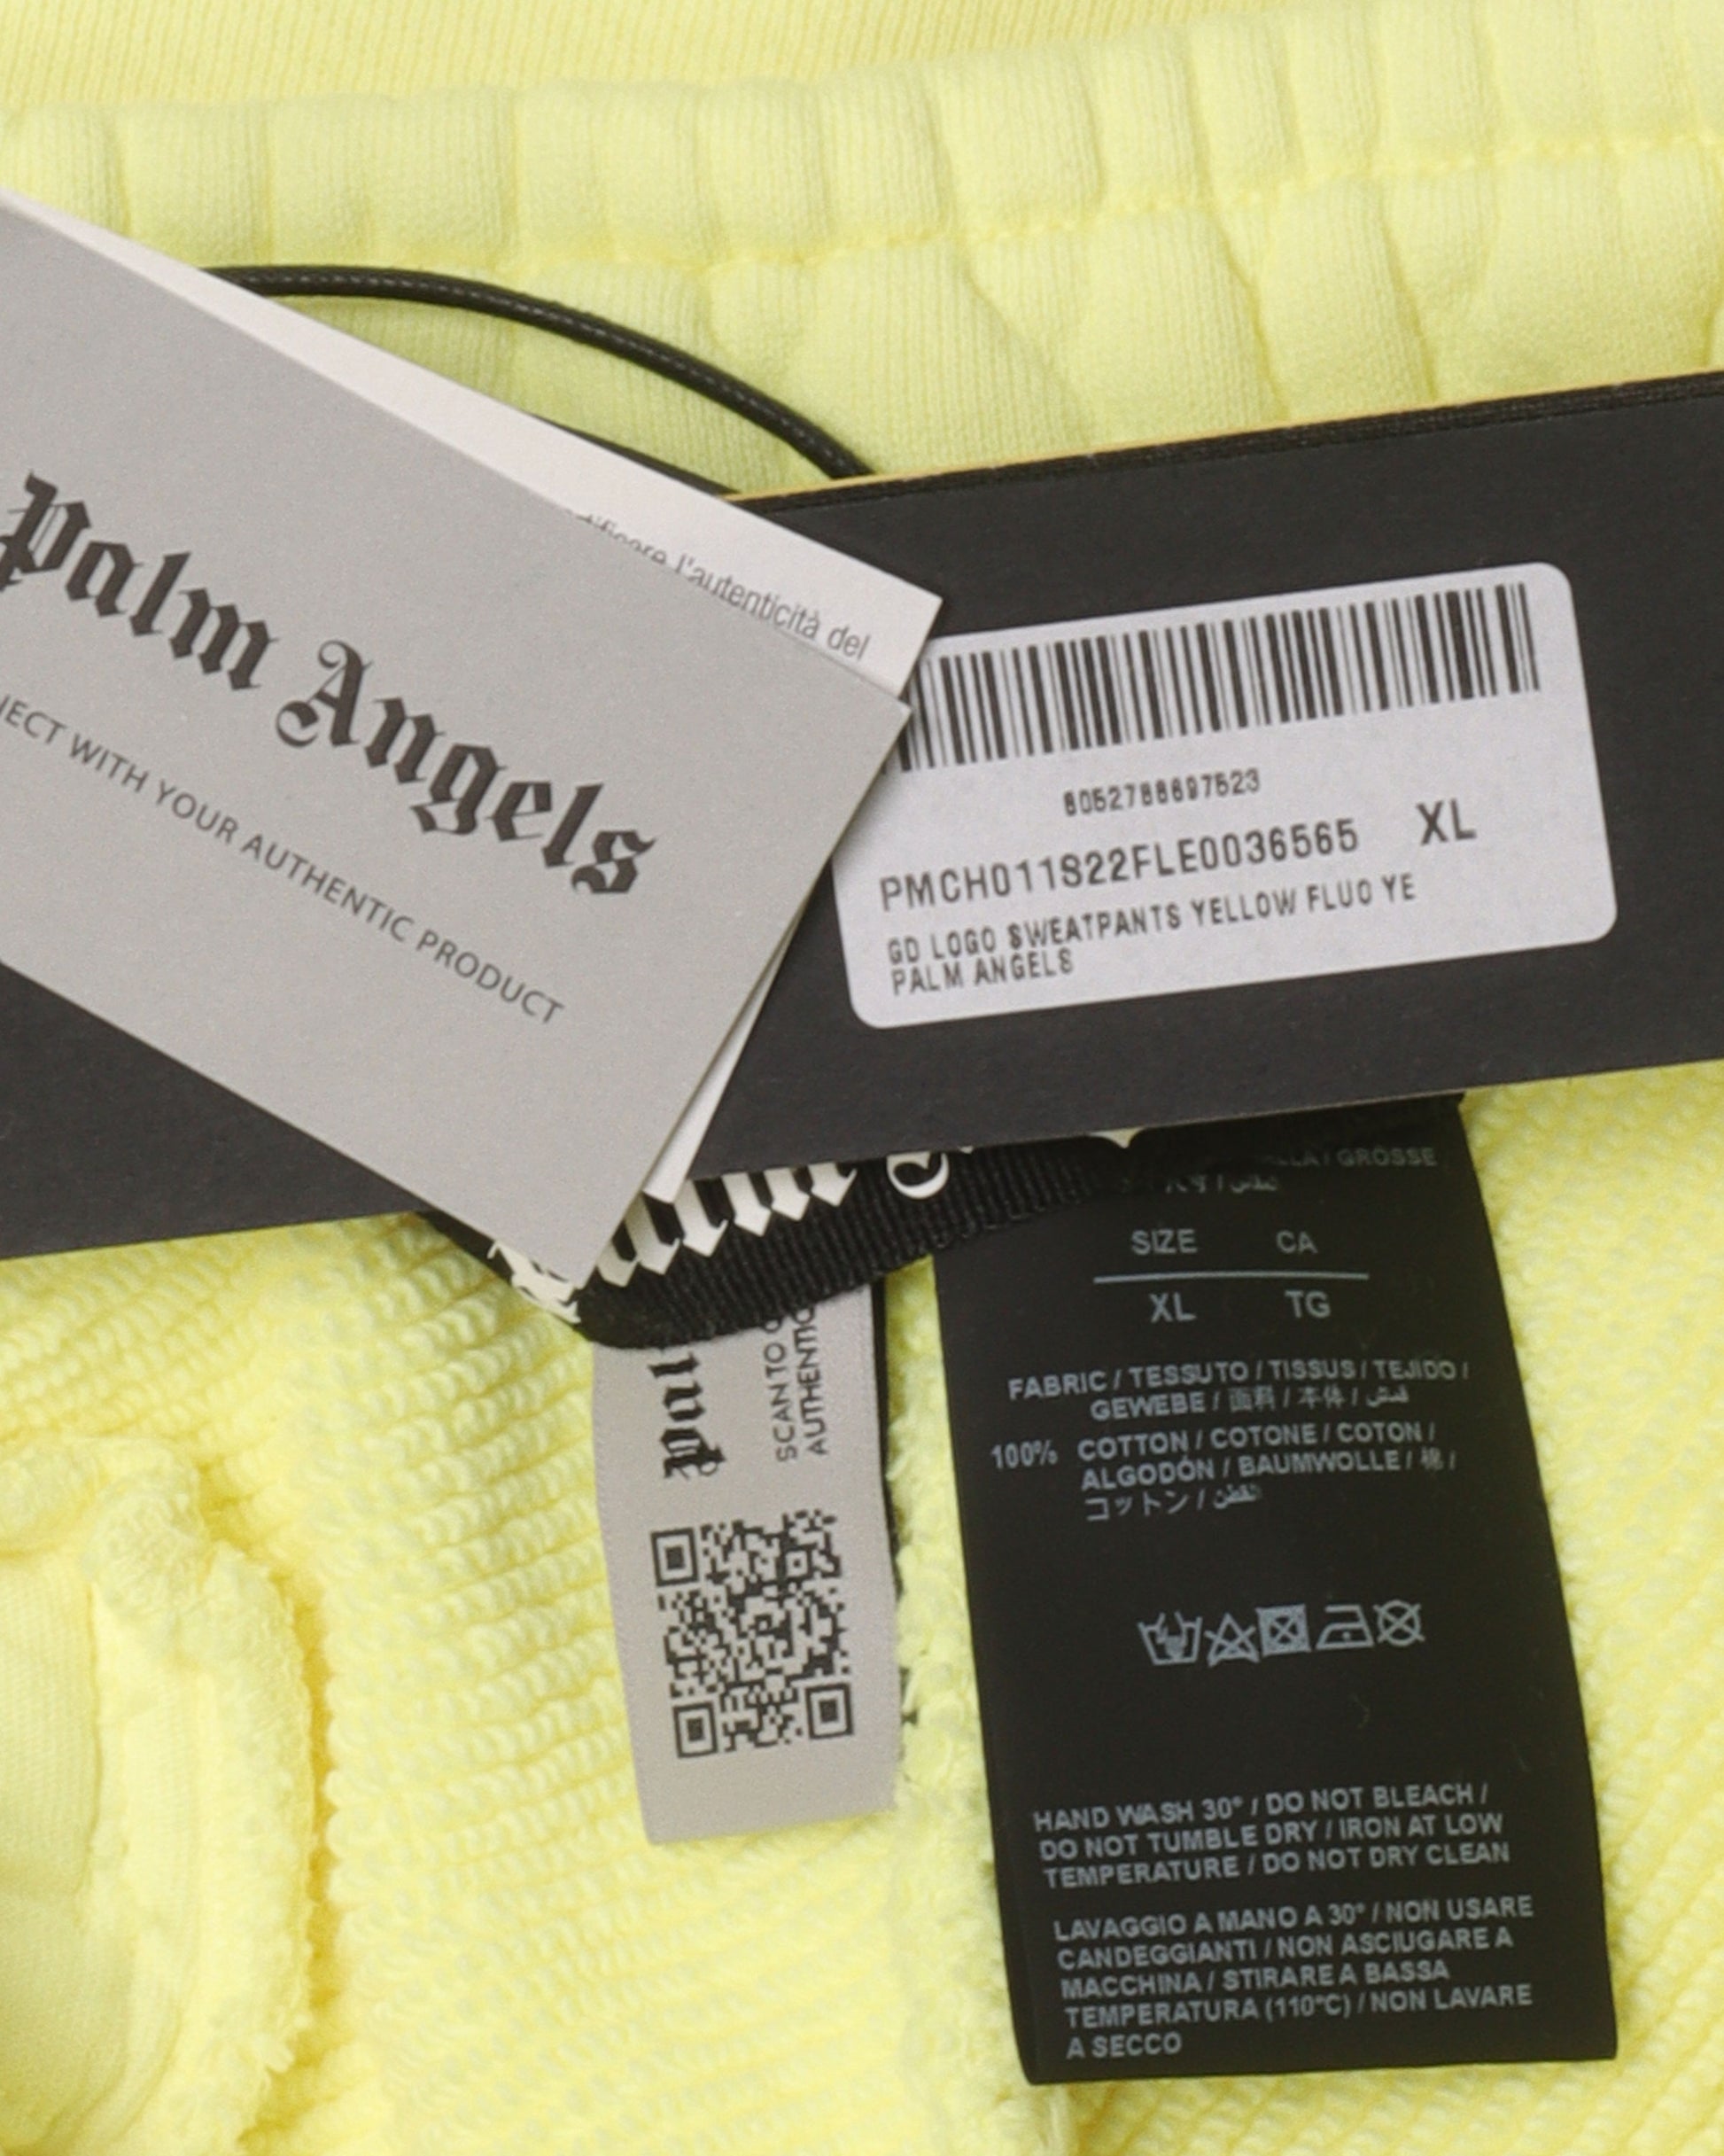 Palm Angels
JECT WITH YOUR AUTHENTIC PRODUCT
l'autenticità del
8052788697523
PMCH011S22FLE0036565 XL
GD LOGO SWEATPANTS YELLOW FLUO YE
PALM ANGELS
GRÖSSE
SIZE CA
XL TG
FABRIC / TESSUTO / TISSUS / TEJIDO /
GEWEBE / 面料 / 本体 / قماش
100% COTTON / COTONE / COTON /
ALGODÓN / BAUMWOLLE / 棉 /
コットン / القطن
SCAN TO
AUTHENTIC
HAND WASH 30° / DO NOT BLEACH /
DO NOT TUMBLE DRY / IRON AT LOW
TEMPERATURE / DO NOT DRY CLEAN
LAVAGGIO A MANO A 30° / NON USARE
CANDEGGIANTI / NON ASCIUGARE A
MACCHINA / STIRARE A BASSA
TEMPERATURA (110°C) / NON LAVARE
A SECCO